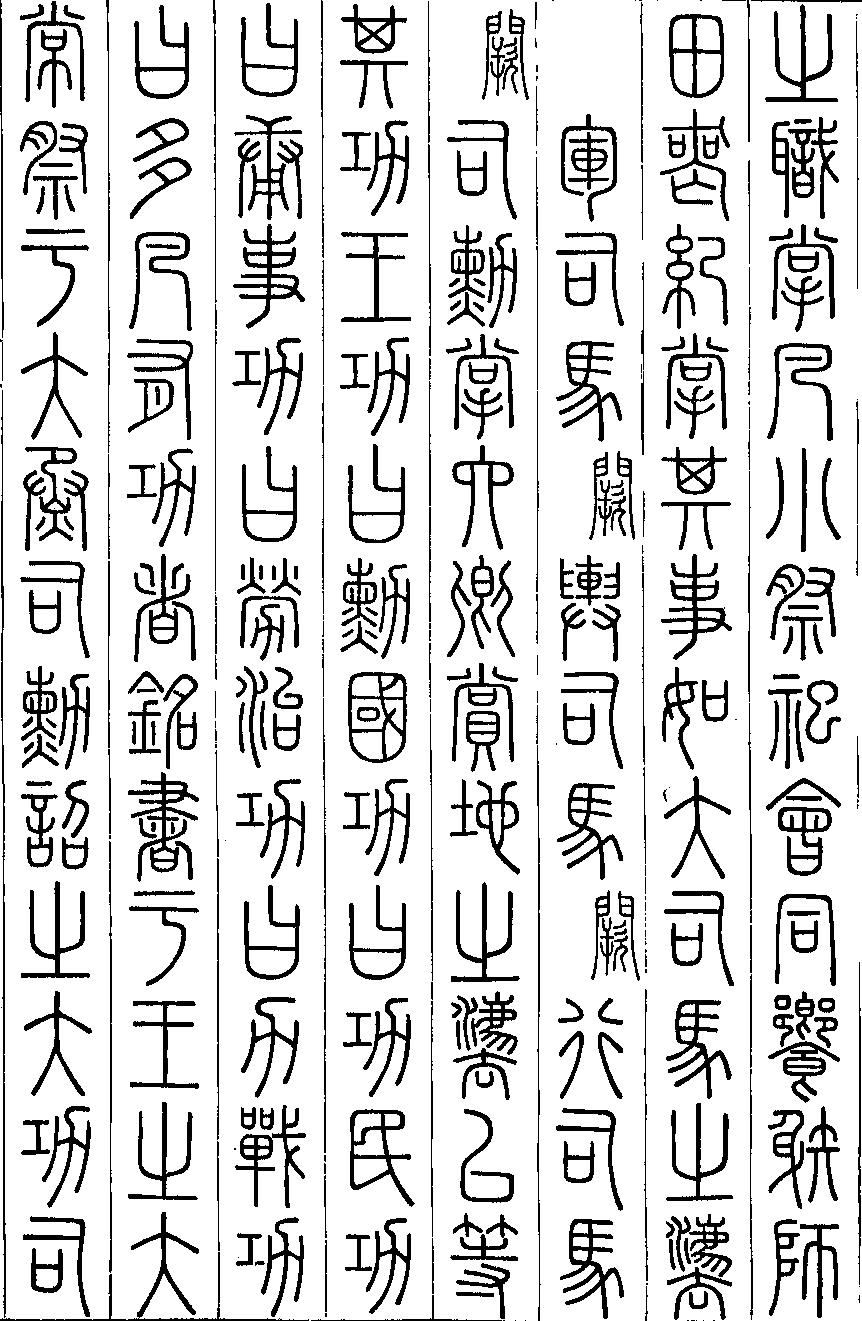 之職掌凡小祭祀會同饗射師
田喪紀掌其事如大司馬之灋
軍司馬闕輿司馬闕行司馬
闕司勳掌六鄉賞地之灋以等
其功王功曰勳國功曰功民功
曰庸事功曰勞治功曰力戰功
曰多凡有功者銘書于王之大
常祭于大烝司勳詔之大功司